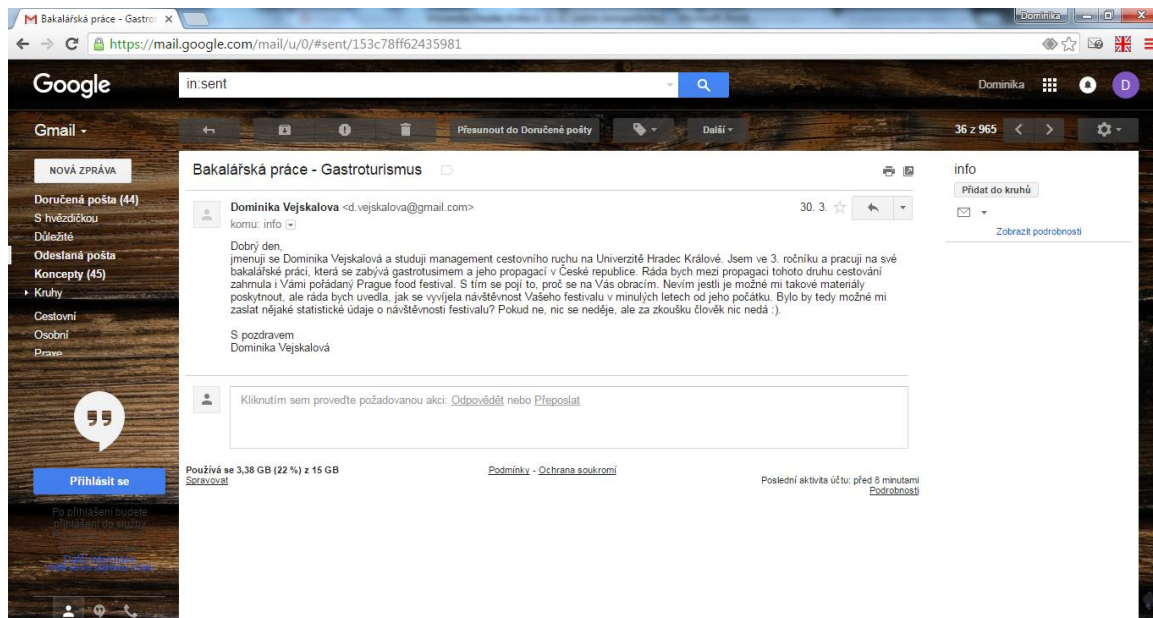 Bakalářská práce - Gastro
Dominika
https://mail.google.com/mail/u/0/#sent/153c78ff62435981
Google
in:sent
Dominika
D
Gmail
Přesunout do Doručené pošty
Další
36 z 965
NOVÁ ZPRÁVA
Doručená pošta (44)
S hvězdičkou
Důležité
Odeslaná pošta
Koncepty (45)
Kruhy
Cestovní
Osobní
Praxe
Bakalářská práce - Gastroturismus
Dominika Vejskalova <d.vejskalova@gmail.com>
30. 3.
komu: info
Dobrý den,
jmenuji se Dominika Vejskalová a studuji management cestovního ruchu na Univerzitě Hradec Králové. Jsem ve 3. ročníku a pracuji na své
bakalářské práci, která se zabývá gastrotusimem a jeho propagací v České republice. Ráda bych mezi propagaci tohoto druhu cestování
zahrnula i Vámi pořádaný Prague food festival. S tím se pojí to, proč se na Vás obracím. Nevím jestli je možné mi takové materiály
poskytnout, ale ráda bych uvedla, jak se vyvíjela návštěvnost Vašeho festivalu v minulých letech od jeho počátku. Bylo by tedy možné mi
zaslat nějaké statistické údaje o návštěvnosti festivalu? Pokud ne, nic se neděje, ale za zkoušku člověk nic nedá :).
S pozdravem
Dominika Vejskalová
Kliknutím sem proveďte požadovanou akci: Odpovědět nebo Přeposlat
Používá se 3,38 GB (22 %) z 15 GB
Spravovat
Podmínky - Ochrana soukromí
Poslední aktivita účtu: před 8 minutami
Podrobnosti
info
Přidat do kruhů
Zobrazit podrobnosti
Přihlásit se
Po přihlášení budete
přihlášeni do služby